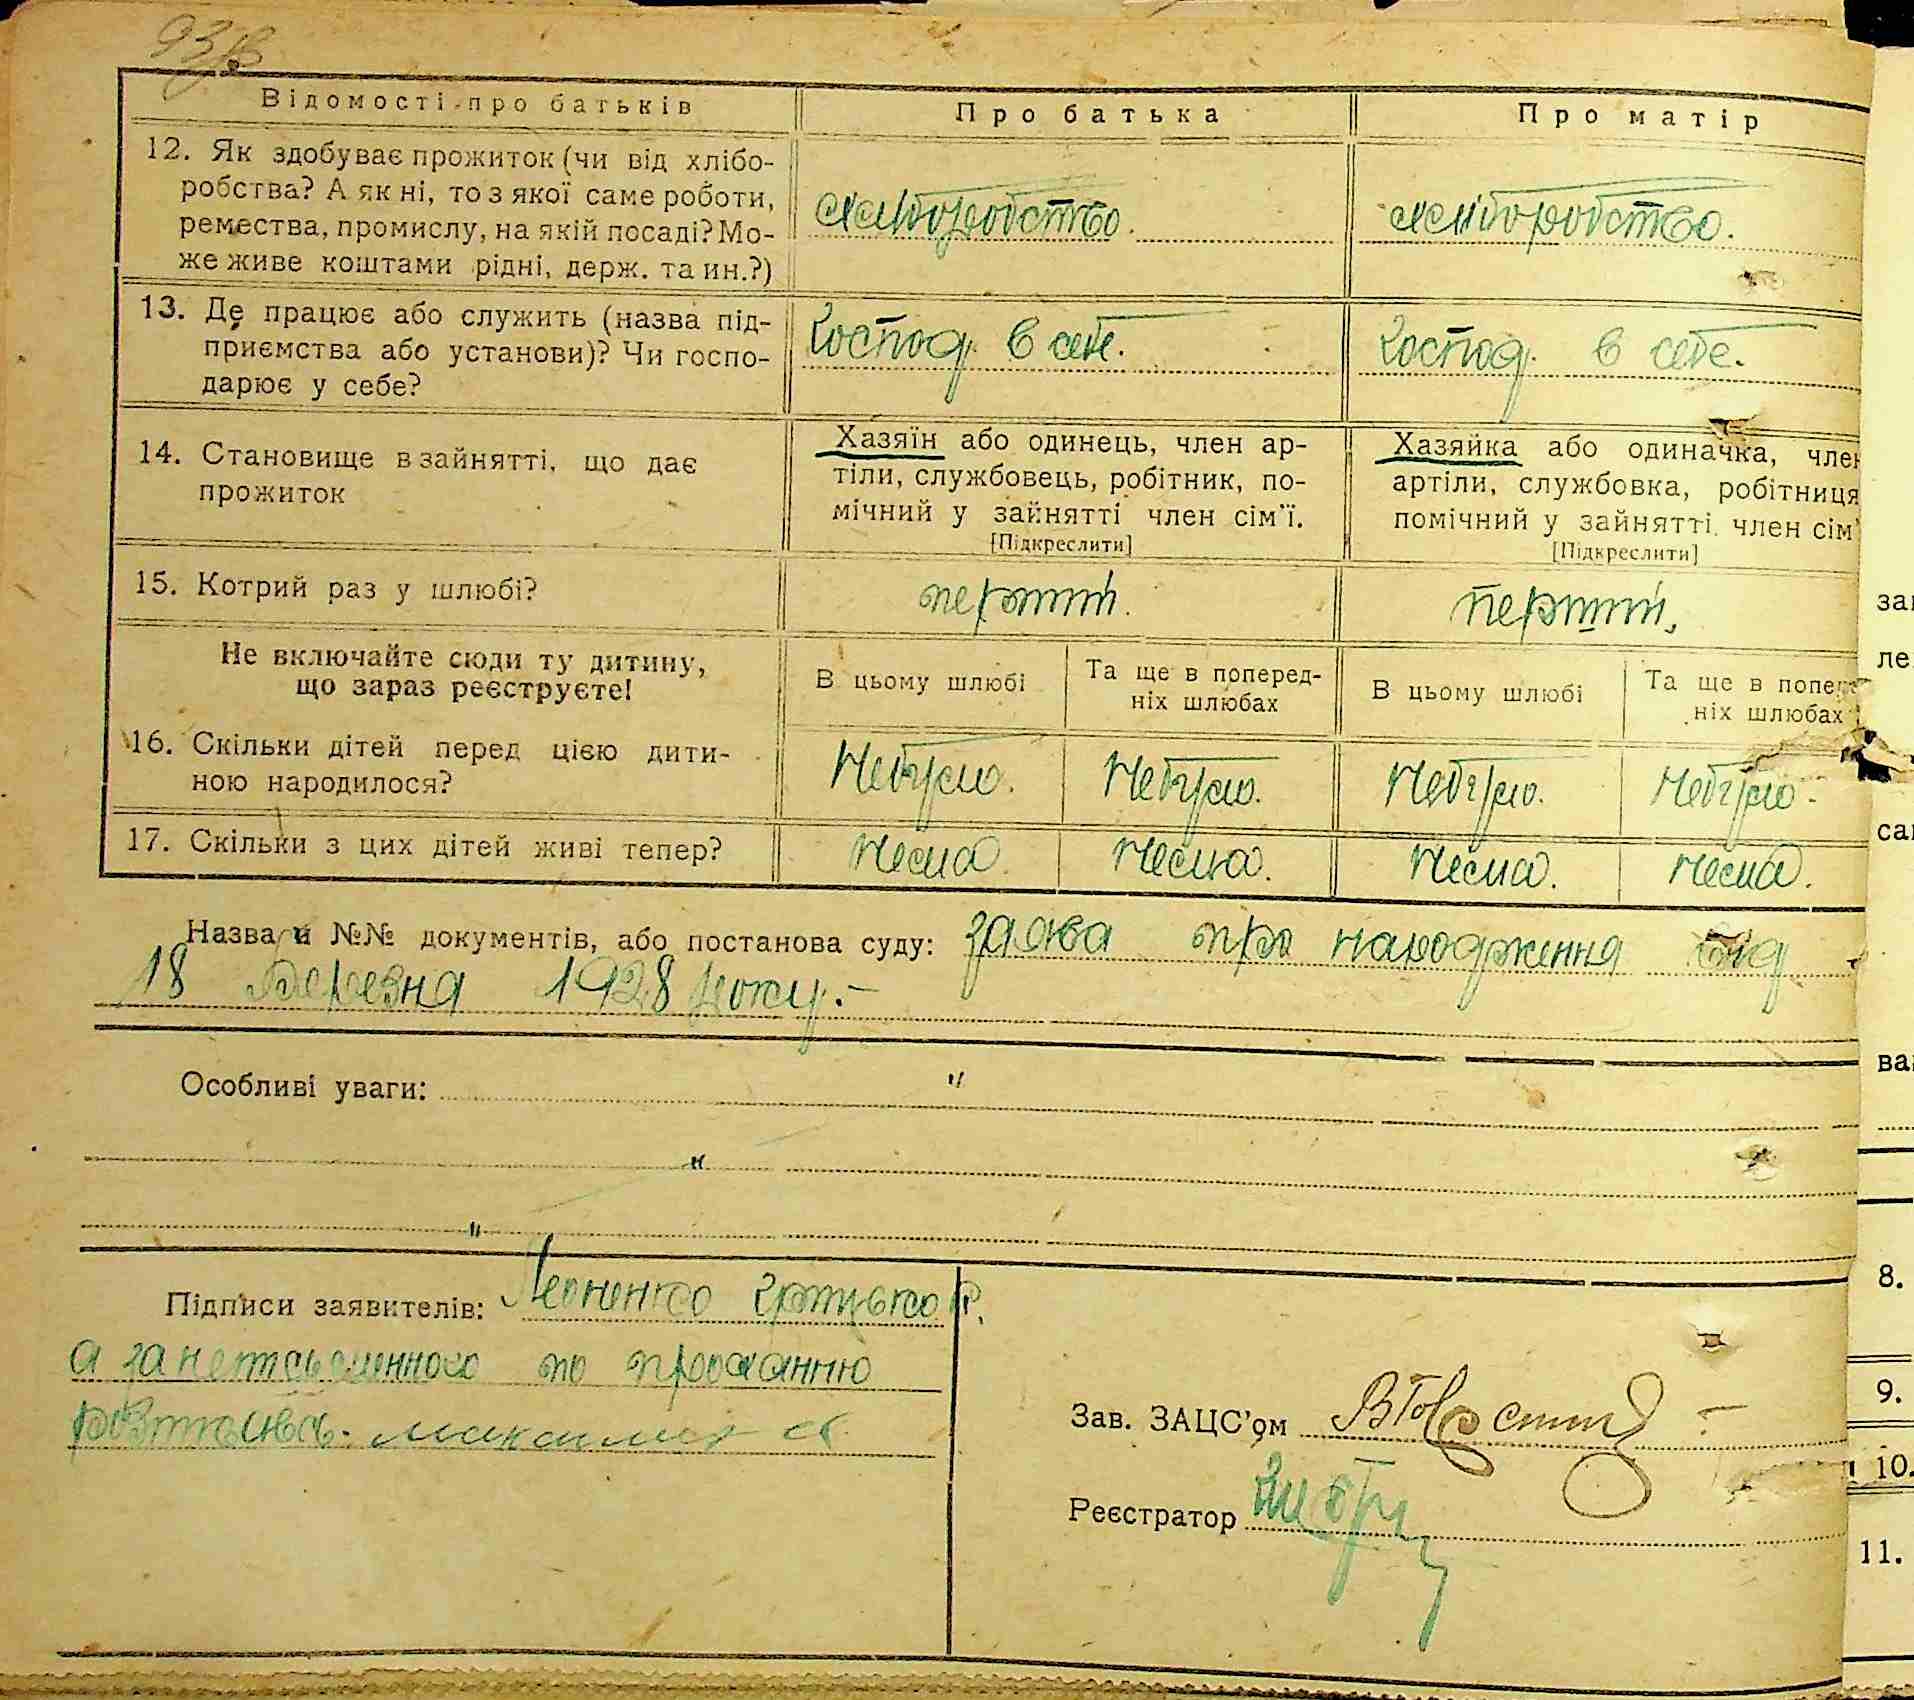 Відомості про батьків
Про батька
Про матір
12. Як здобуває прожиток (чи від хлібо-
робства? А як ні, то з якої саме роботи,
ремества, промислу, на якій посаді? Мо-
же живе коштами рідні, держ. та ин.?)
хліборобство.
хліборобство.
13. Де працює або служить (назва під-
приємства або установи)? Чи госпо-
дарює у себе?
господ. в себе.
господ. в себе.
14. Становище в зайнятті, що дає
прожиток
Хазяїн або одинець, член ар-
тіли, службовець, робітник, по-
мічний у зайнятті член сім'ї.
[Підкреслити]
Хазяйка або одиначка, член
артіли, службовка, робітниця
помічний у зайнятті член сім'
[Підкреслити]
15. Котрий раз у шлюбі?
перший.
перший.
Не включайте сюди ту дитину,
що зараз реєструєте!
В цьому шлюбі
Та ще в поперед-
ніх шлюбах
В цьому шлюбі
Та ще в попе
ніх шлюбах
16. Скільки дітей перед цією дити-
ною народилося?
Небуло.
Небуло.
Небуло.
Небуло.
17. Скільки з цих дітей живі тепер?
Нема
Нема.
Нема.
Нема.
Назва й №№ документів, або постанова суду: заява про народження від
18 березня 1928 року.-
Особливі уваги: "
"
"
Підписи заявителів: Леоненко Грицько Р.
а за неписьменного по проханню
Зав. ЗАЦС'ом
Реєстратор
зан
ле
сам
ван
8.
9.
10.
11.